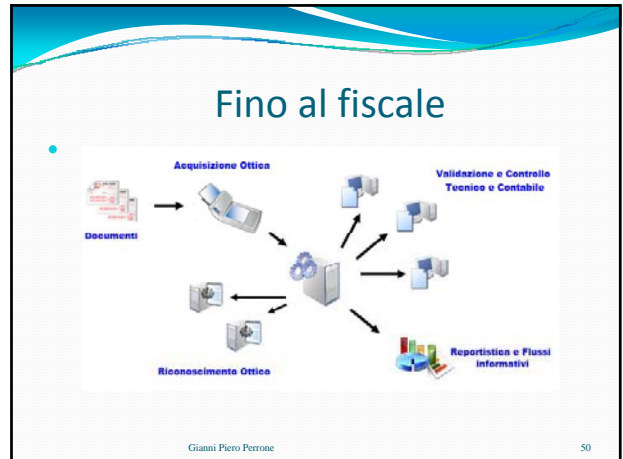 Fino al fiscale
Acquisizione Ottica
Validazione e Controllo
Tecnico e Contabile
Documenti
Riconoscimento Ottico
Reportistica e Flussi
informativi
Gianni Piero Perrone
50